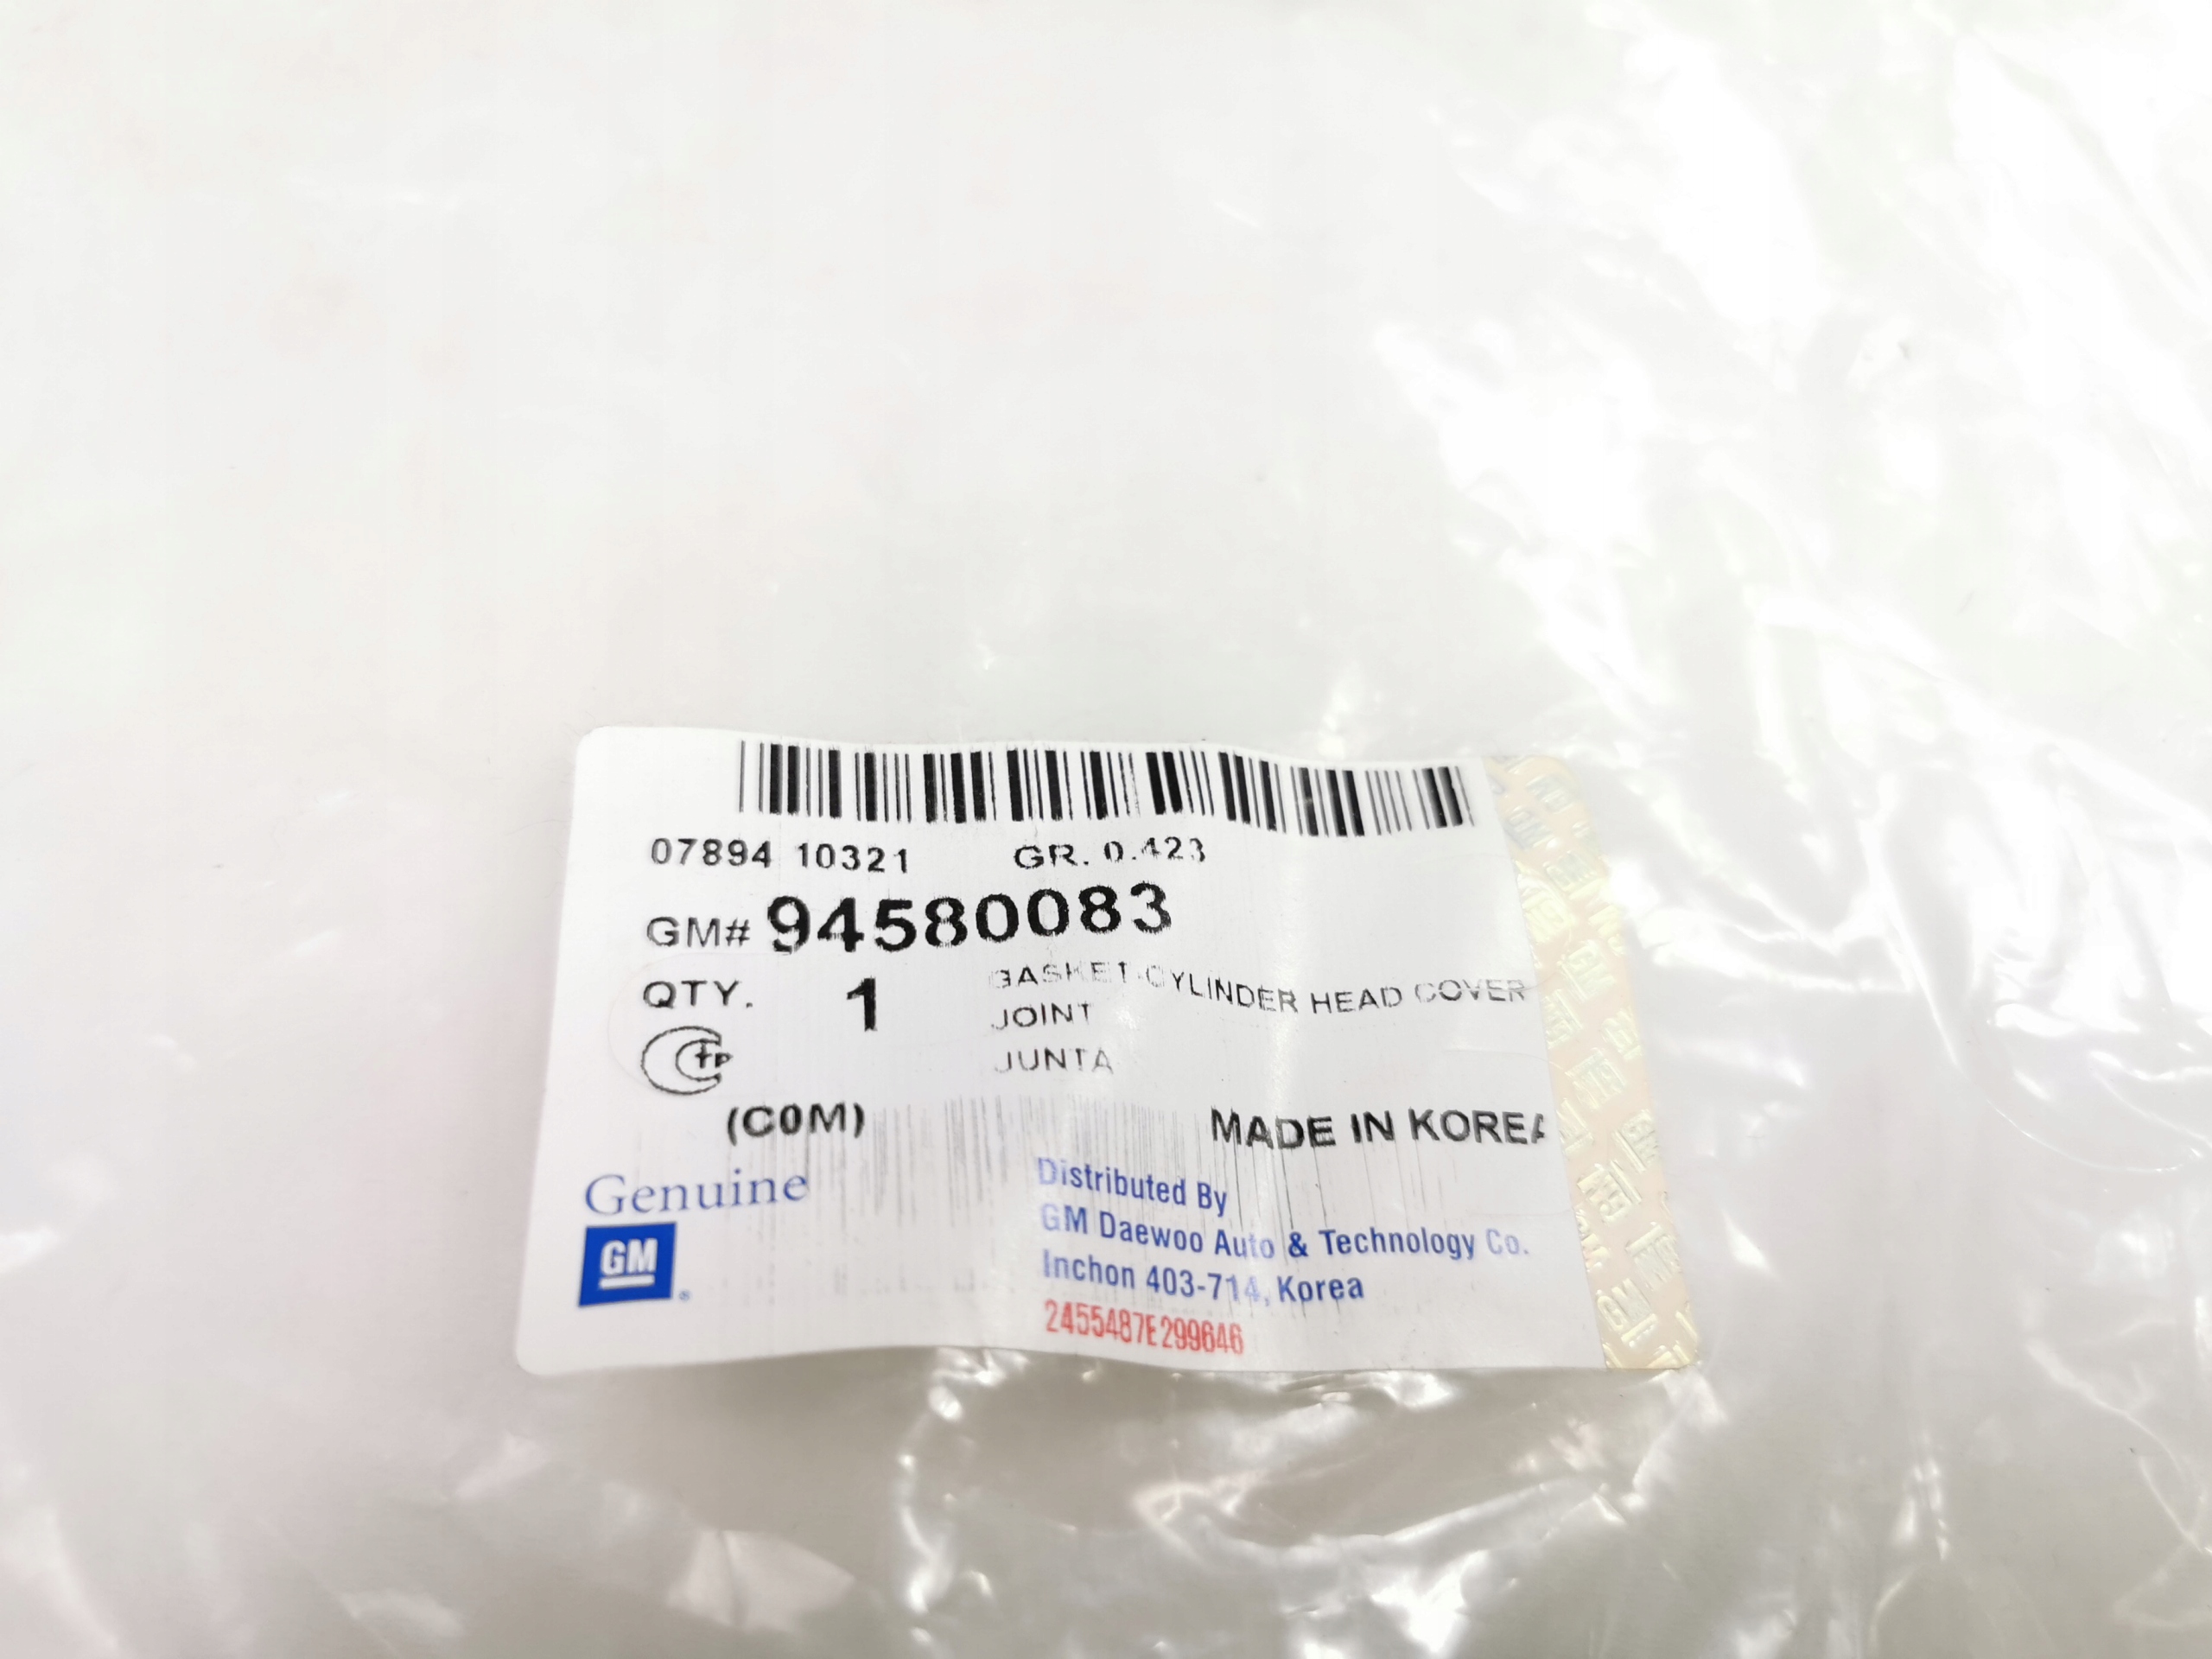 07894 10321 GR. 0.423
GM# 94580083
QTY. 1 GASKET-CYLINDER HEAD COVER
JOINT
JUNTA
(C0M) MADE IN KOREA
Genuine
GM
Distributed By
GM Daewoo Auto & Technology Co.
Inchon 403-714, Korea
2455487E299646